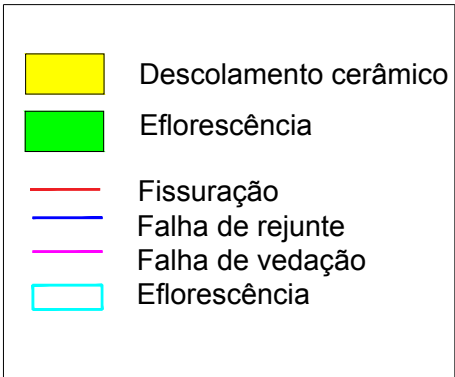 Descolamento cerâmico
Eflorescência
Fissuração
Falha de rejunte
Falha de vedação
Eflorescência